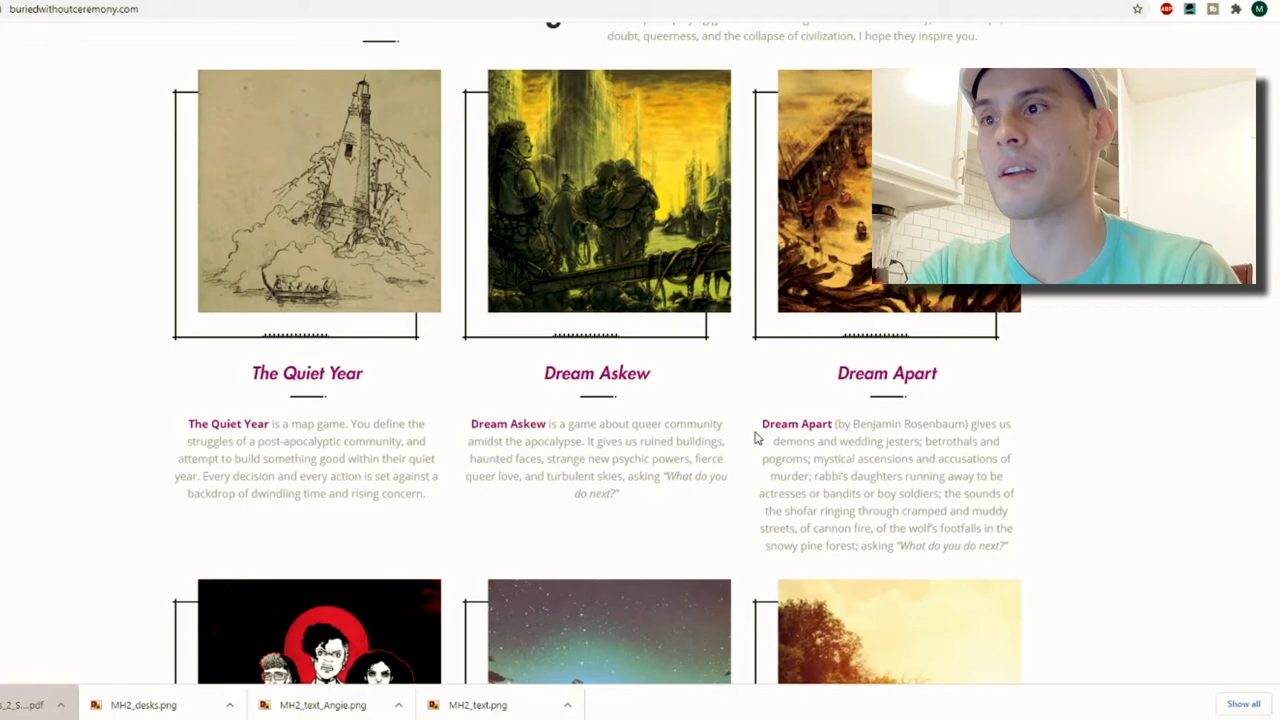 buriedwithoutceremony.com
doubt, queerness, and the collapse of civilization. I hope they inspire you.
The Quiet Year
Dream Askew
Dream Apart
The Quiet Year is a map game. You define the
struggles of a post-apocalyptic community, and
attempt to build something good within their quiet
year. Every decision and every action is set against a
backdrop of dwindling time and rising concern.
Dream Askew is a game about queer community
amidst the apocalypse. It gives us ruined buildings,
haunted faces, strange new psychic powers, fierce
queer love, and turbulent skies, asking “What do you
do next?”
Dream Apart (by Benjamin Rosenbaum) gives us
demons and wedding jesters; betrothals and
pogroms; mystical ascensions and accusations of
murder; rabbi's daughters running away to be
actresses or bandits or boy soldiers; the sounds of
the shofar ringing through cramped and muddy
streets, of cannon fire, of the wolf's footfalls in the
snowy pine forest; asking “What do you do next?”
s_2_S....pdf
MH2_desks.png
MH2_text_Angie.png
MH2_text.png
Show all
ABP
M